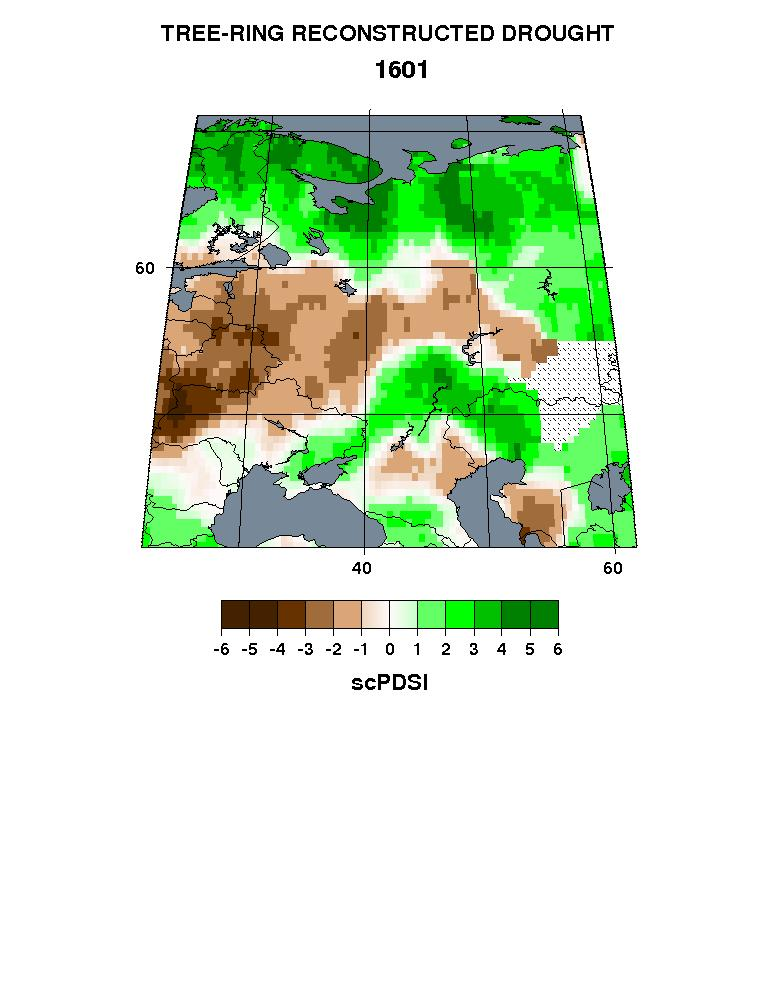 TREE-RING RECONSTRUCTED DROUGHT
1601
60
40 60
-6 -5 -4 -3 -2 -1 0 1 2 3 4 5 6
scPDSI